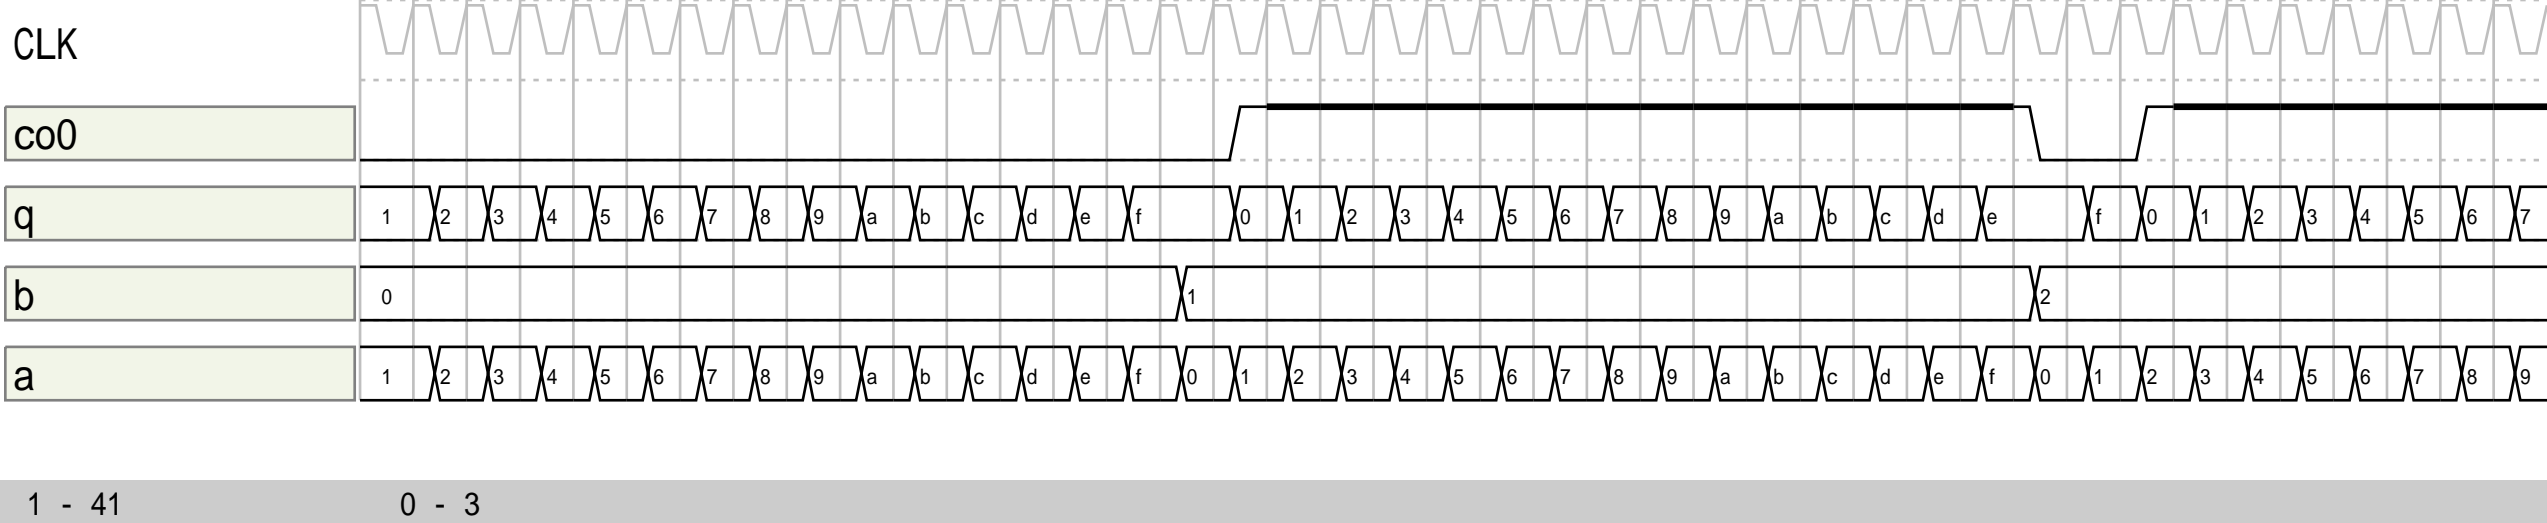 CLK
co0
q 1 2 3 4 5 6 7 8 9 a b c d e f 0 1 2 3 4 5 6 7 8 9 a b c d e f 0 1 2 3 4 5 6 7
b 0 1 2
a 1 2 3 4 5 6 7 8 9 a b c d e f 0 1 2 3 4 5 6 7 8 9 a b c d e f 0 1 2 3 4 5 6 7 8 9
1 - 41 0 - 3